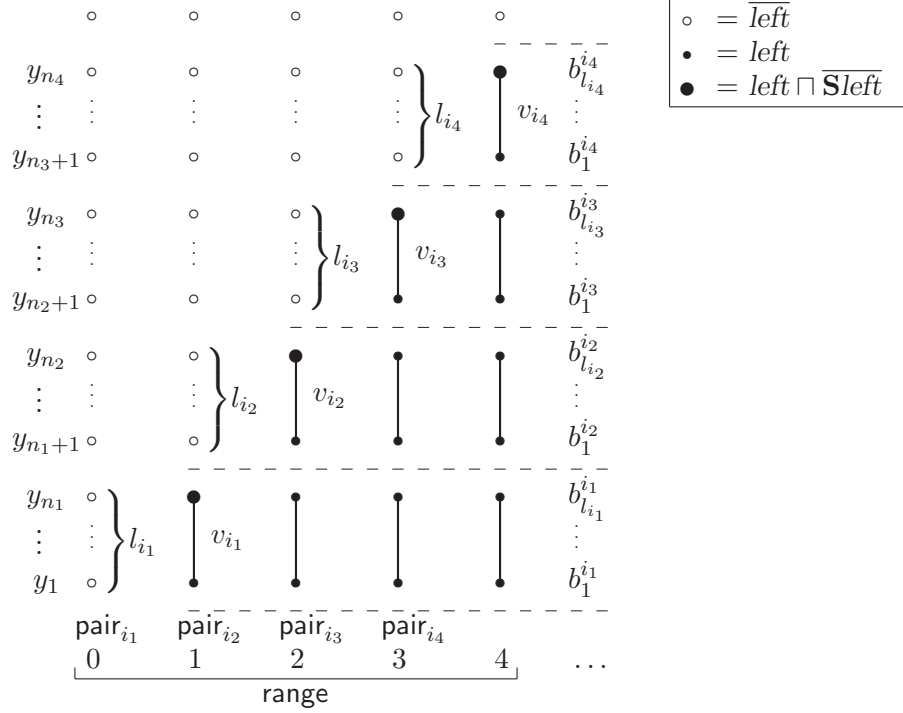 ○ = \overline{left}
• = left
● = left ⊓ \overline{\mathbf{S}left}
y_{n_4} b^{i_4}_{l_{i_4}}
⋮ l_{i_4} v_{i_4} ⋮
y_{n_3+1} b^{i_4}_1
y_{n_3} b^{i_3}_{l_{i_3}}
⋮ l_{i_3} v_{i_3} ⋮
y_{n_2+1} b^{i_3}_1
y_{n_2} b^{i_2}_{l_{i_2}}
⋮ l_{i_2} v_{i_2} ⋮
y_{n_1+1} b^{i_2}_1
y_{n_1} b^{i_1}_{l_{i_1}}
⋮ l_{i_1} v_{i_1} ⋮
y_1 b^{i_1}_1
pair_{i_1} pair_{i_2} pair_{i_3} pair_{i_4}
0 1 2 3 4 ...
range